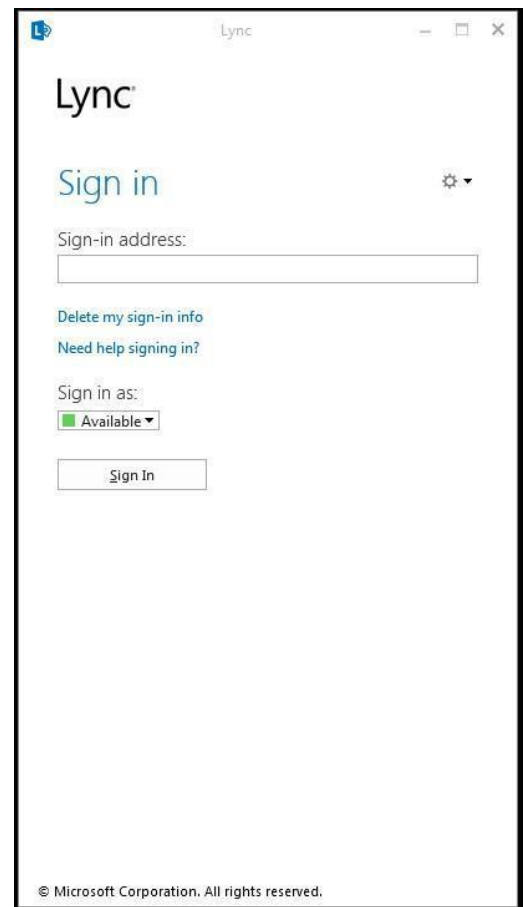 Lync
Lync
Sign in
Sign-in address:
Delete my sign-in info
Need help signing in?
Sign in as:
Available
Sign In
© Microsoft Corporation. All rights reserved.